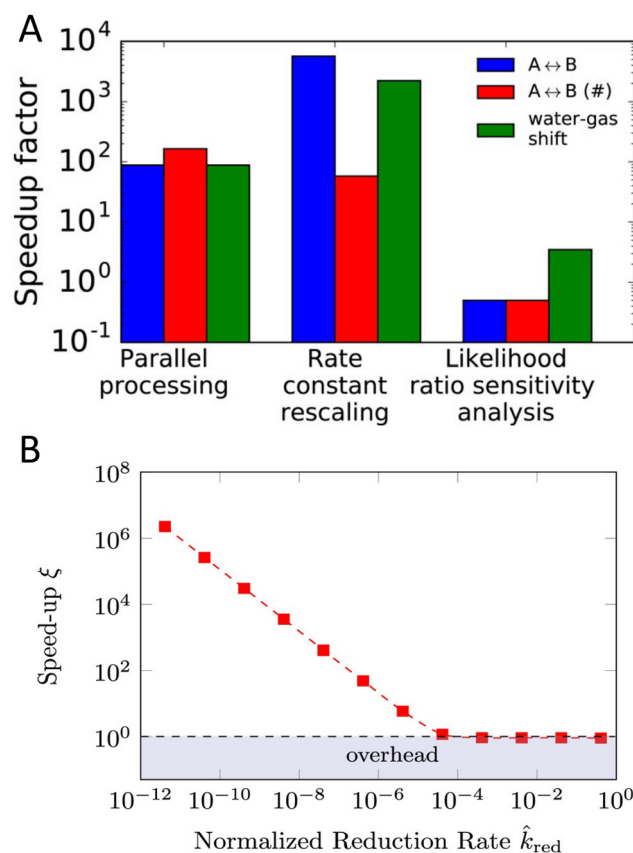 A
Speedup factor
10^4
10^3
10^2
10^1
10^0
10^-1
A ↔ B
A ↔ B (#)
water-gas
shift
Parallel
processing
Rate
constant
rescaling
Likelihood
ratio sensitivity
analysis
B
Speed-up ξ
10^8
10^6
10^4
10^2
10^0
overhead
10^−12
10^−10
10^−8
10^−6
10^−4
10^−2
10^0
Normalized Reduction Rate k̂_red